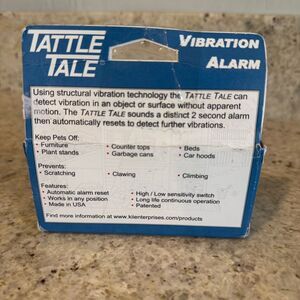 TATTLE TALE®
VIBRATION ALARM
Using structural vibration technology the TATTLE TALE can
detect vibration in an object or surface without apparent
motion. The TATTLE TALE sounds a distinct 2 second alarm
then automatically resets to detect further vibrations.
Keep Pets Off:
• Furniture • Counter tops • Beds
• Plant stands • Garbage cans • Car hoods
Prevents:
• Scratching • Clawing • Climbing
Features:
• Automatic alarm reset • High / Low sensitivity switch
• Works in any position • Long life continuous operation
• Made in USA • Patented
Find more information at www.kiienterprises.com/products